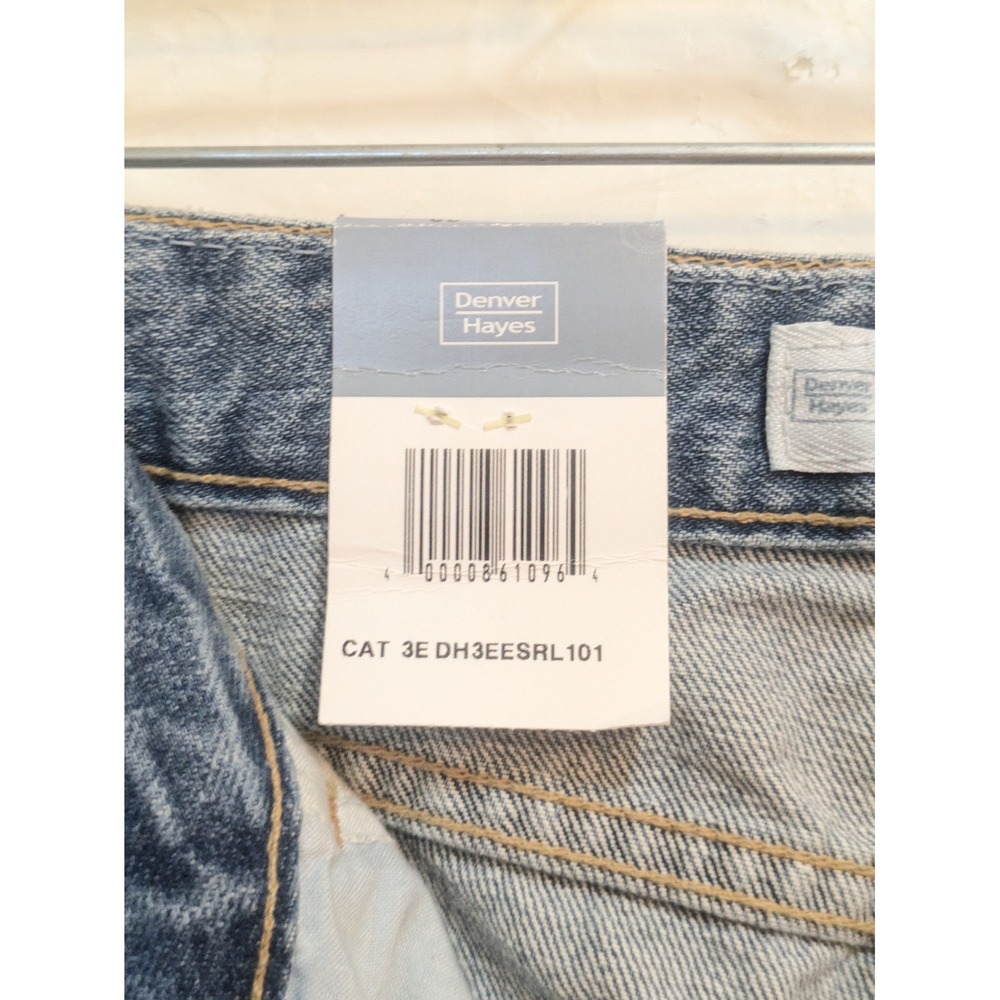 Denver
Hayes
Denver
Hayes
4 00008 61096 4
CAT 3E DH3EESRL101